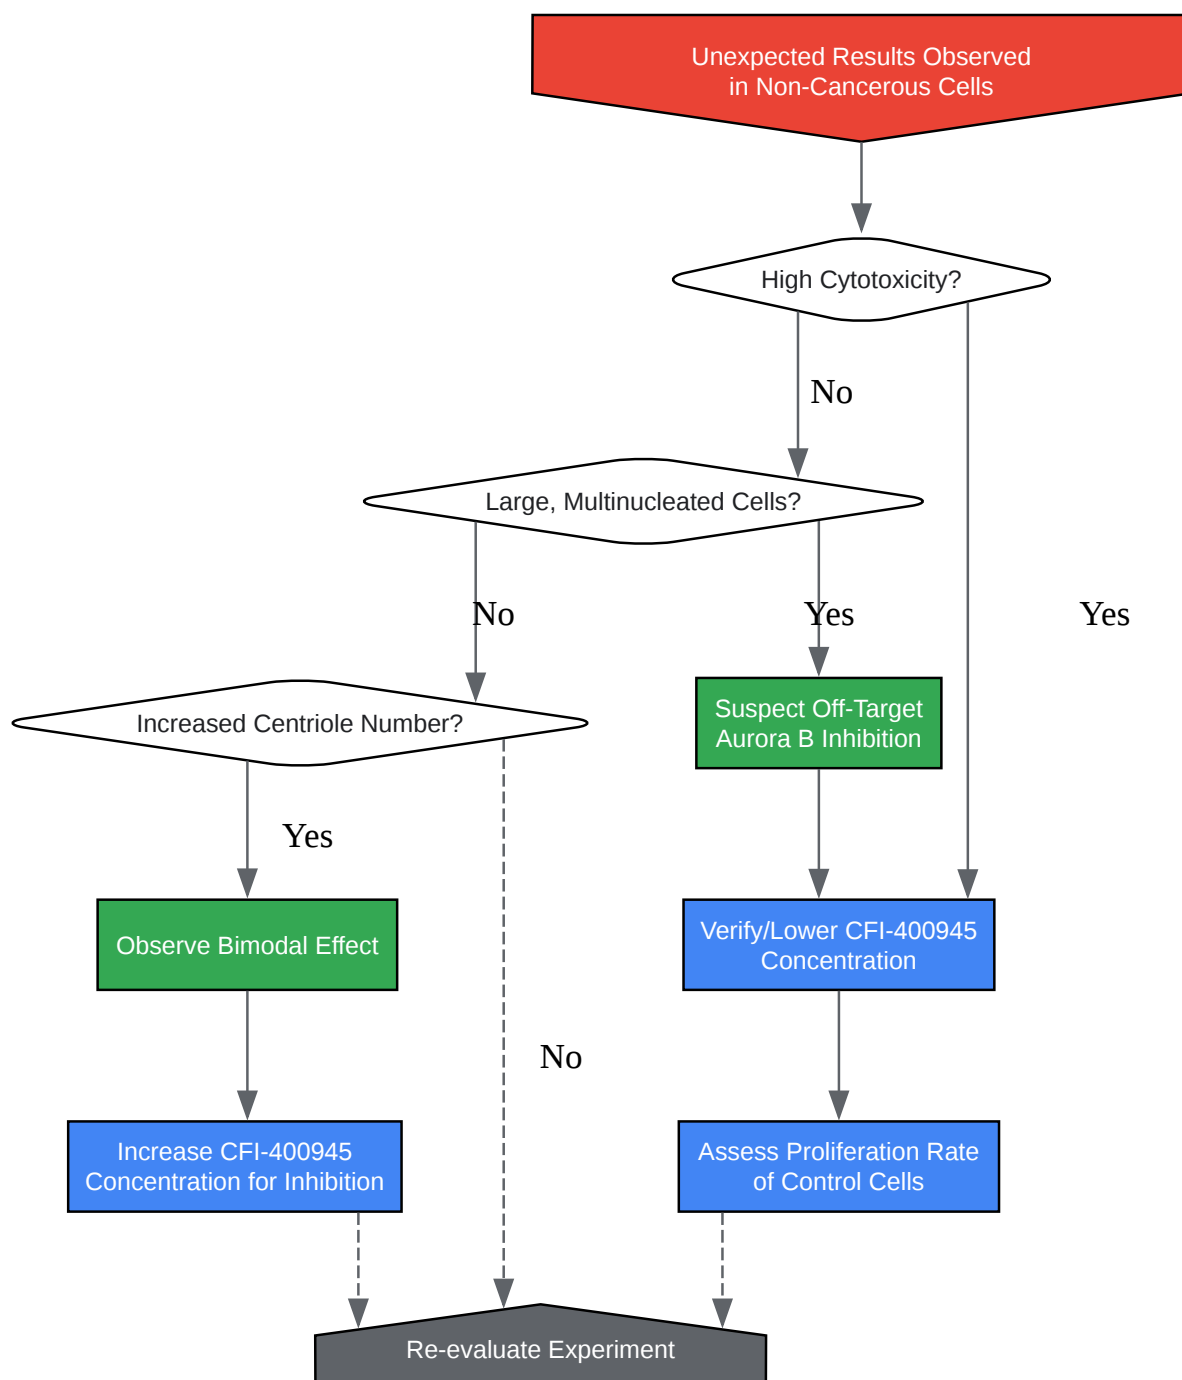 Unexpected Results Observed
in Non-Cancerous Cells
High Cytotoxicity?
No
Large, Multinucleated Cells?
No
Yes
Yes
Increased Centriole Number?
Suspect Off-Target
Aurora B Inhibition
Yes
Observe Bimodal Effect
Verify/Lower CFI-400945
Concentration
No
Increase CFI-400945
Concentration for Inhibition
Assess Proliferation Rate
of Control Cells
Re-evaluate Experiment